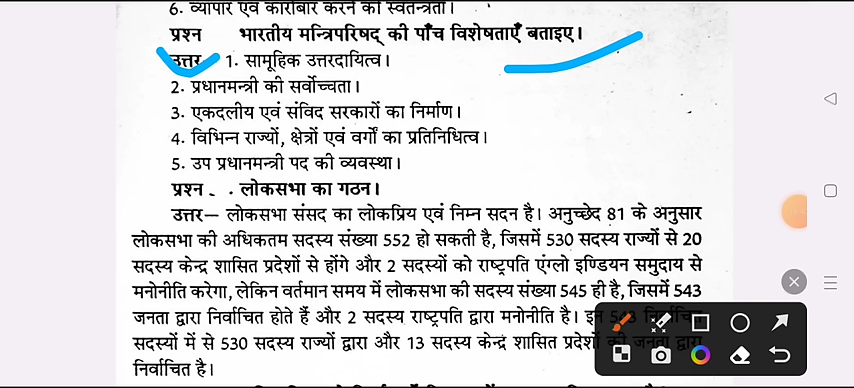 6. व्यापार एवं कारोबार करने की स्वतन्त्रता।
प्रश्न भारतीय मन्त्रिपरिषद् की पाँच विशेषताएँ बताइए।
उत्तर 1. सामूहिक उत्तरदायित्व।
2. प्रधानमन्त्री की सर्वोच्चता।
3. एकदलीय एवं संविद सरकारों का निर्माण।
4. विभिन्न राज्यों, क्षेत्रों एवं वर्गों का प्रतिनिधित्व।
5. उप प्रधानमन्त्री पद की व्यवस्था।
प्रश्न . . लोकसभा का गठन।
उत्तर— लोकसभा संसद का लोकप्रिय एवं निम्न सदन है। अनुच्छेद 81 के अनुसार
लोकसभा की अधिकतम सदस्य संख्या 552 हो सकती है, जिसमें 530 सदस्य राज्यों से 20
सदस्य केन्द्र शासित प्रदेशों से होंगे और 2 सदस्यों को राष्ट्रपति एंग्लो इण्डियन समुदाय से
मनोनीति करेगा, लेकिन वर्तमान समय में लोकसभा की सदस्य संख्या 545 ही है, जिसमें 543
जनता द्वारा निर्वाचित होते हैं और 2 सदस्य राष्ट्रपति द्वारा मनोनीति है। इन 543 निर्वाचित
सदस्यों में से 530 सदस्य राज्यों द्वारा और 13 सदस्य केन्द्र शासित प्रदेशों की जनता द्वारा
निर्वाचित है।